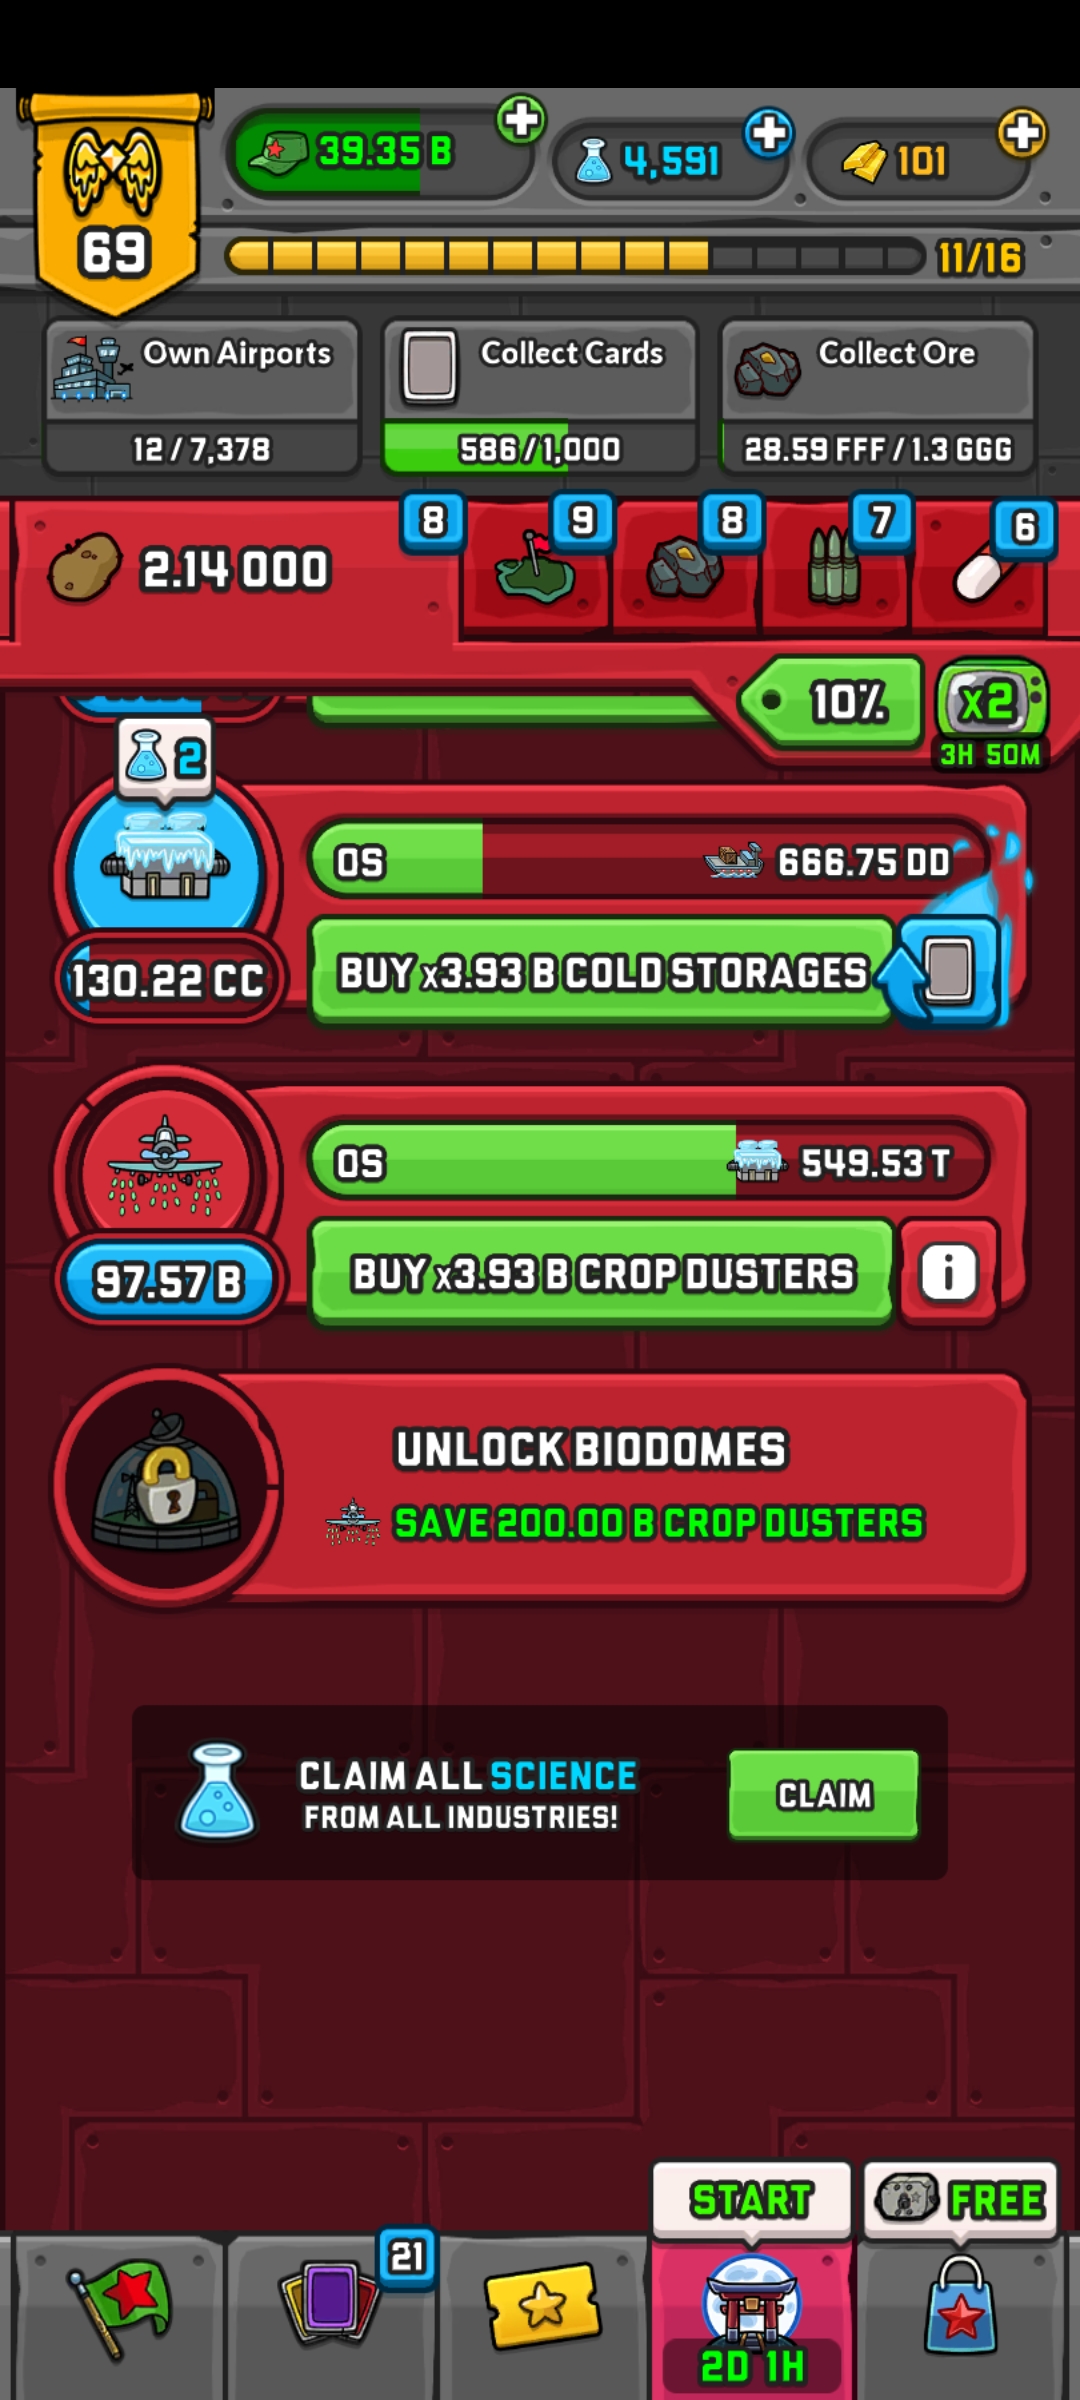 39.35 B
4,591
101
69
11/16
Own Airports
12 / 7,378
Collect Cards
586 / 1,000
Collect Ore
28.59 FFF / 1.3 GGG
2.14 000
8
9
8
7
6
10%
x2
3H 50M
2
0S
666.75 DD
130.22 CC
BUY x3.93 B COLD STORAGES
0S
549.53 T
97.57 B
BUY x3.93 B CROP DUSTERS
i
UNLOCK BIODOMES
SAVE 200.00 B CROP DUSTERS
CLAIM ALL SCIENCE
FROM ALL INDUSTRIES!
CLAIM
START
FREE
21
2D 1H